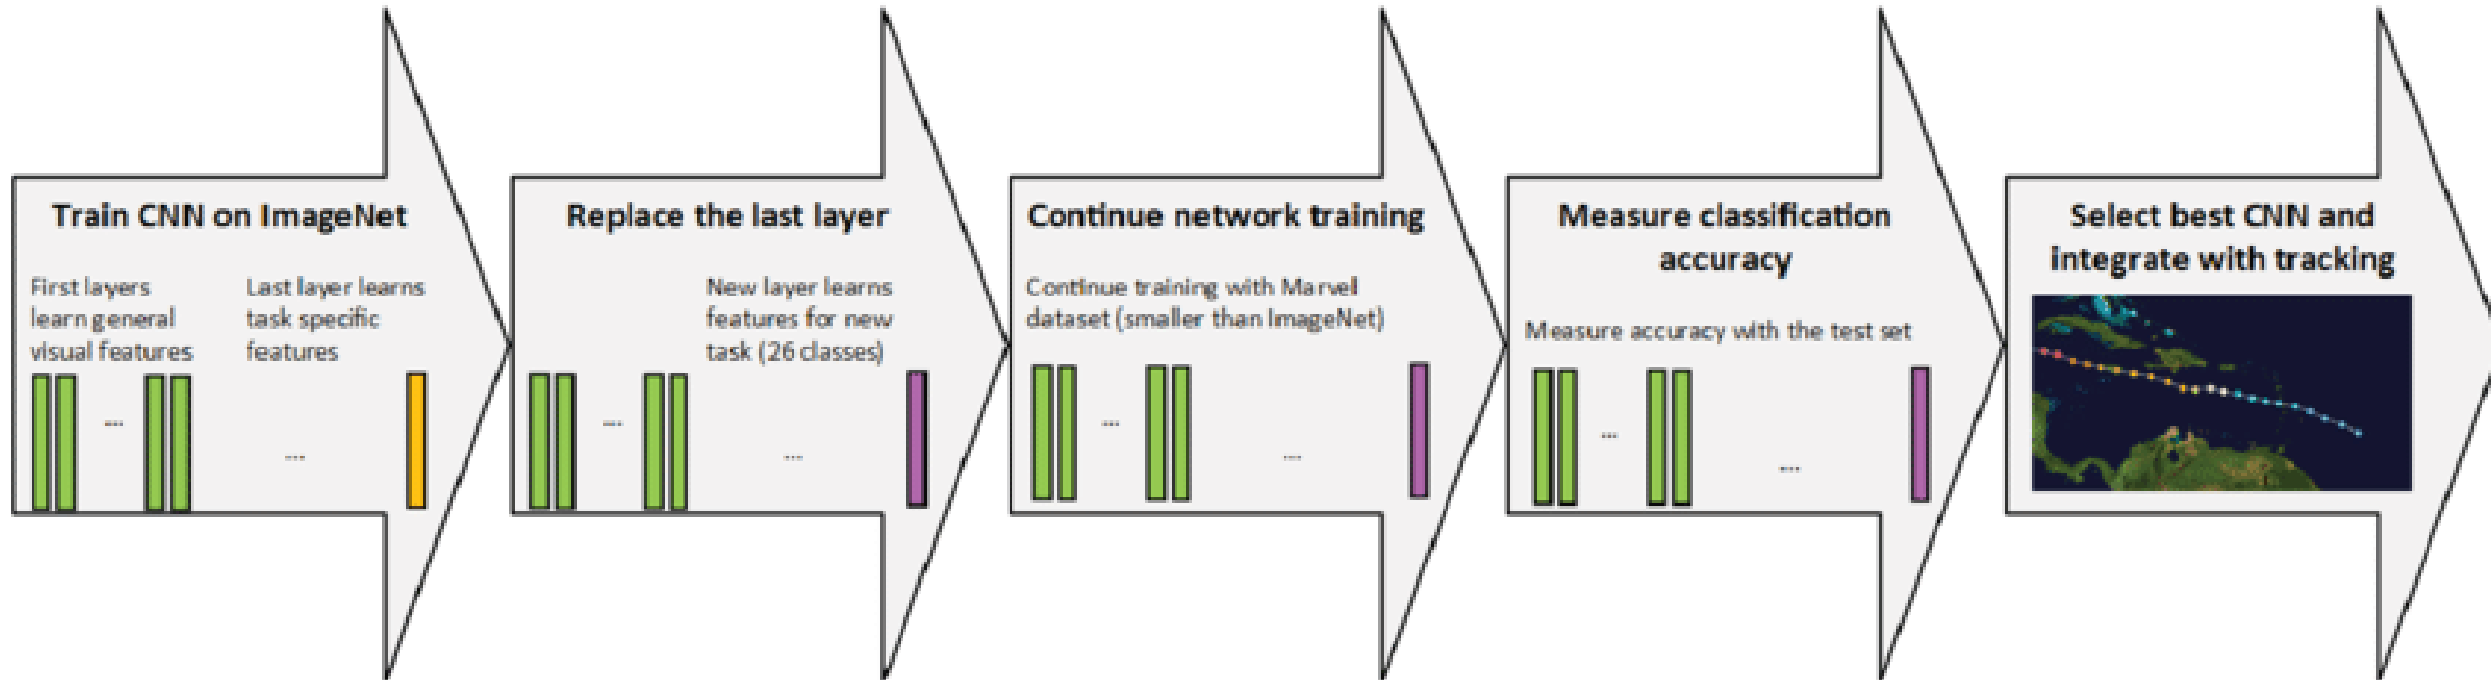 Train CNN on ImageNet
First layers
learn general
visual features
Last layer learns
task specific
features
...
...
Replace the last layer
New layer learns
features for new
task (26 classes)
...
...
Continue network training
Continue training with Marvel
dataset (smaller than ImageNet)
...
...
Measure classification
accuracy
Measure accuracy with the test set
...
...
Select best CNN and
integrate with tracking